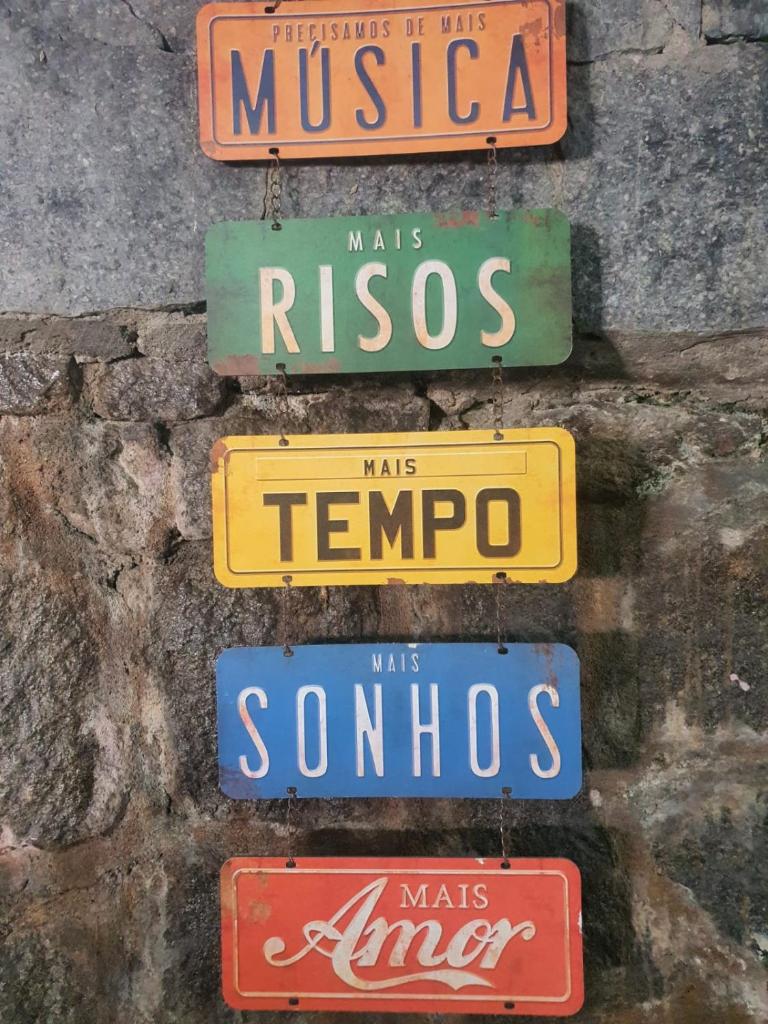 PRECISAMOS DE MAIS
MÚSICA
MAIS
RISOS
MAIS
TEMPO
MAIS
SONHOS
MAIS
Amor